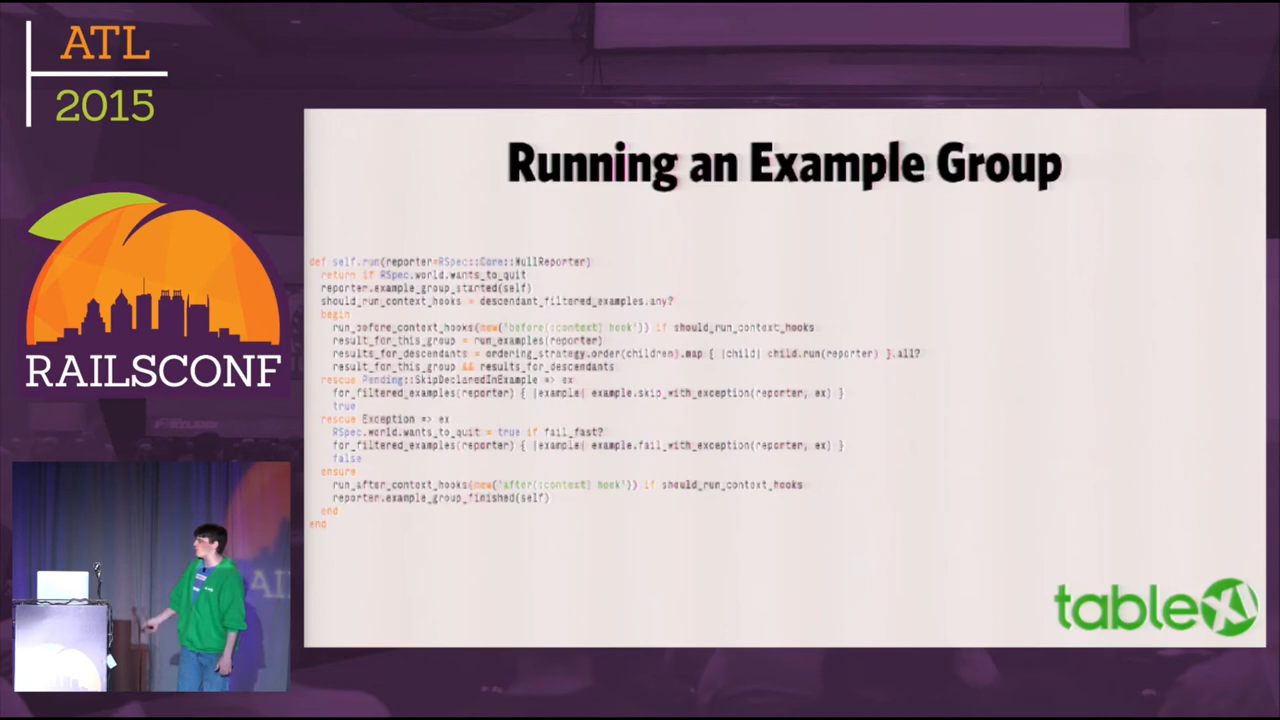 ATL
2015
RAILSCONF
Running an Example Group
def self.run(reporter=RSpec::Core::NullReporter)
return if RSpec.world.wants_to_quit
reporter.example_group_started(self)
should_run_context_hooks = descendant_filtered_examples.any?
begin
run_before_context_hooks(new('before(:context) hook')) if should_run_context_hooks
result_for_this_group = run_examples(reporter)
results_for_descendants = ordering_strategy.order(children).map { |child| child.run(reporter) }.all?
result_for_this_group && results_for_descendants
rescue Pending::SkipDeclaredInExample => ex
for_filtered_examples(reporter) { |example| example.skip_with_exception(reporter, ex) }
true
rescue Exception => ex
RSpec.world.wants_to_quit = true if fail_fast?
for_filtered_examples(reporter) { |example| example.fail_with_exception(reporter, ex) }
false
ensure
run_after_context_hooks(new('after(:context) hook')) if should_run_context_hooks
reporter.example_group_finished(self)
end
end
tableXI